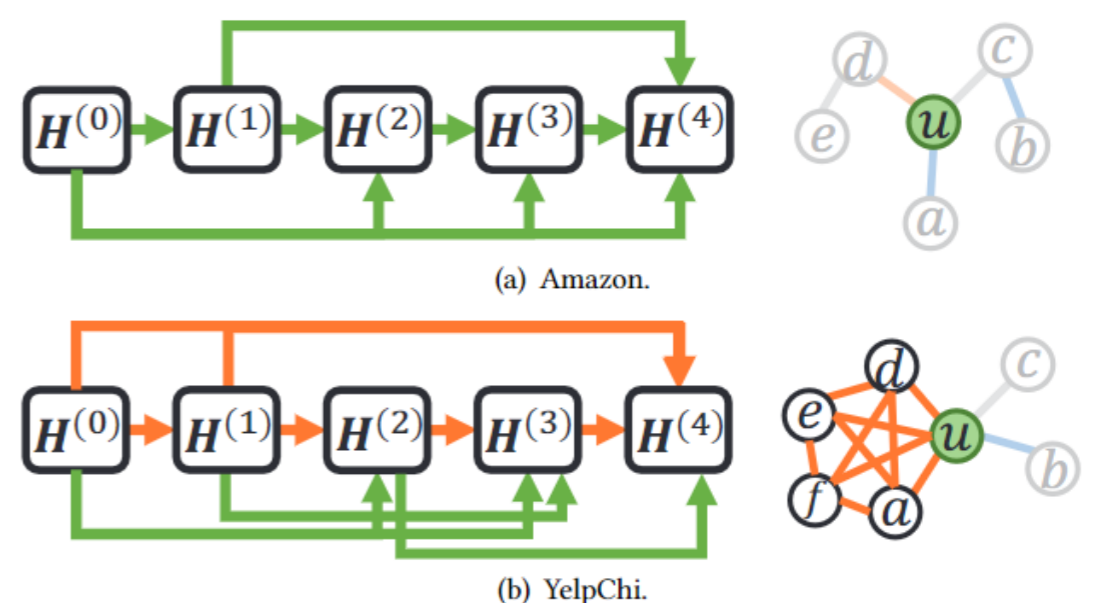 H(0) H(1) H(2) H(3) H(4)
d c
u
e b
a
(a) Amazon.
H(0) H(1) H(2) H(3) H(4)
d c
e u
b
f a
(b) YelpChi.